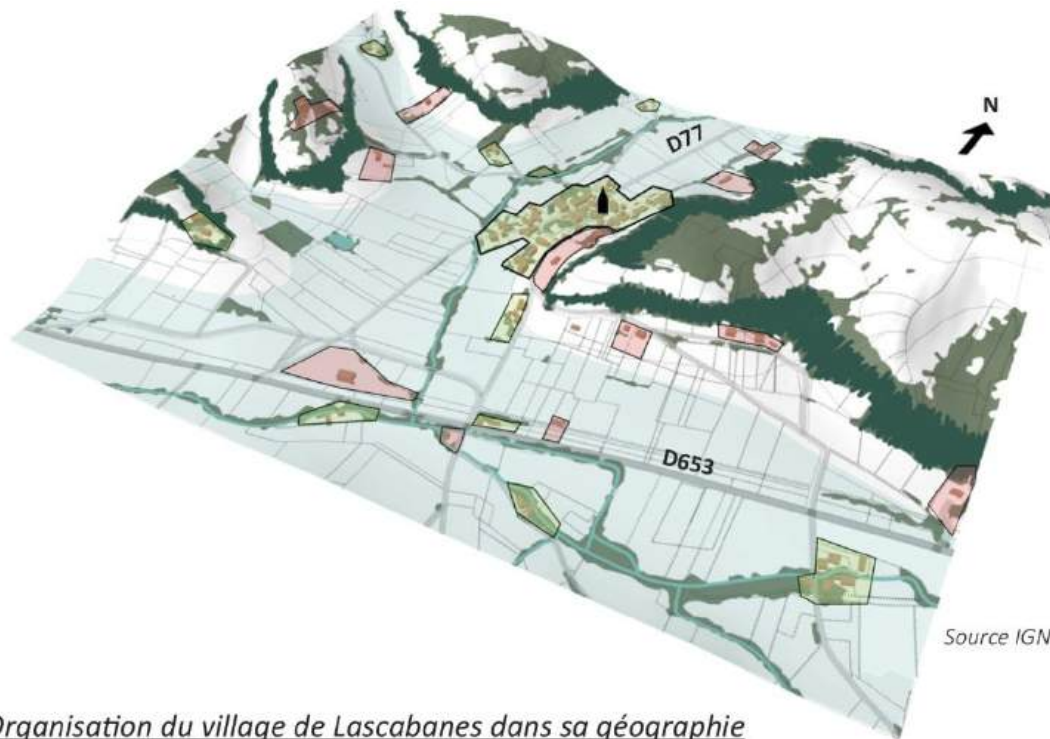 N
D77
D653
Source IGN
Organisation du village de Lascabanes dans sa géographie